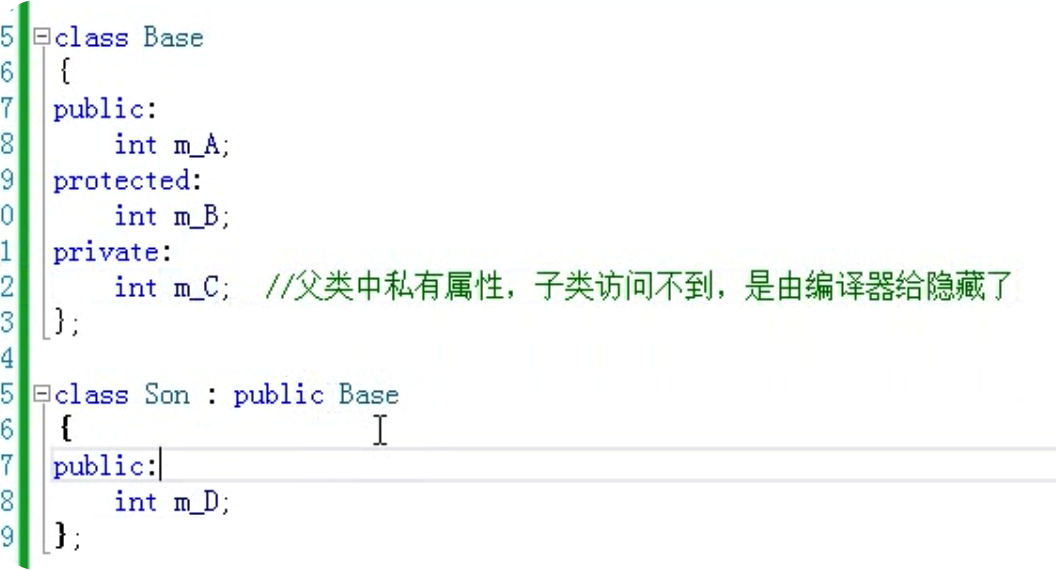 5 class Base
6 {
7 public:
8     int m_A;
9 protected:
0     int m_B;
1 private:
2     int m_C;  //父类中私有属性，子类访问不到，是由编译器给隐藏了
3 };
4
5 class Son : public Base
6 {
7 public:
8     int m_D;
9 };